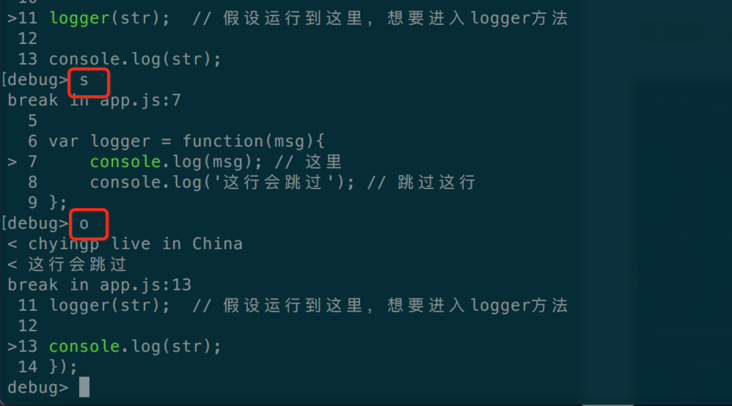 >11 logger(str);  // 假设运行到这里，想要进入logger方法
12
13 console.log(str);
[debug> s
break in app.js:7
5
6 var logger = function(msg){
> 7     console.log(msg); // 这里
8     console.log('这行会跳过'); // 跳过这行
9 };
[debug> o
< chyingp live in China
< 这行会跳过
break in app.js:13
11 logger(str);  // 假设运行到这里，想要进入logger方法
12
>13 console.log(str);
14 });
debug>